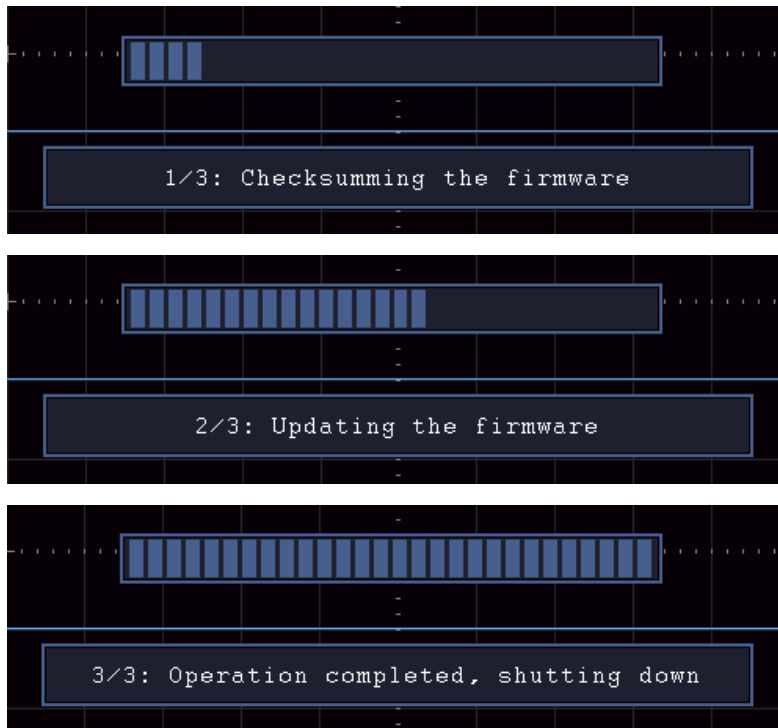 1/3: Checksumming the firmware
2/3: Updating the firmware
3/3: Operation completed, shutting down